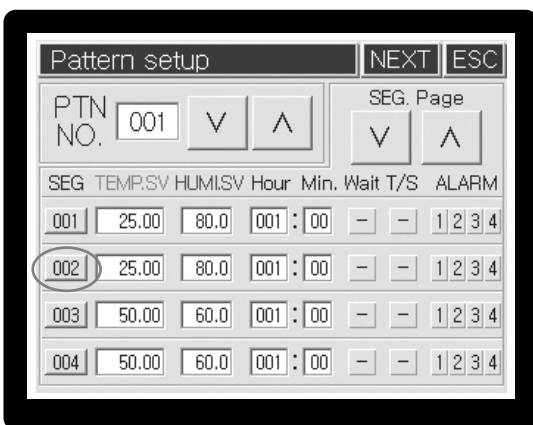 Pattern setup NEXT ESC
PTN NO. 001 V Λ SEG. Page V Λ
SEG TEMP.SV HUMI.SV Hour Min. Wait T/S ALARM
001 25.00 80.0 001 : 00 – – 1 2 3 4
002 25.00 80.0 001 : 00 – – 1 2 3 4
003 50.00 60.0 001 : 00 – – 1 2 3 4
004 50.00 60.0 001 : 00 – – 1 2 3 4